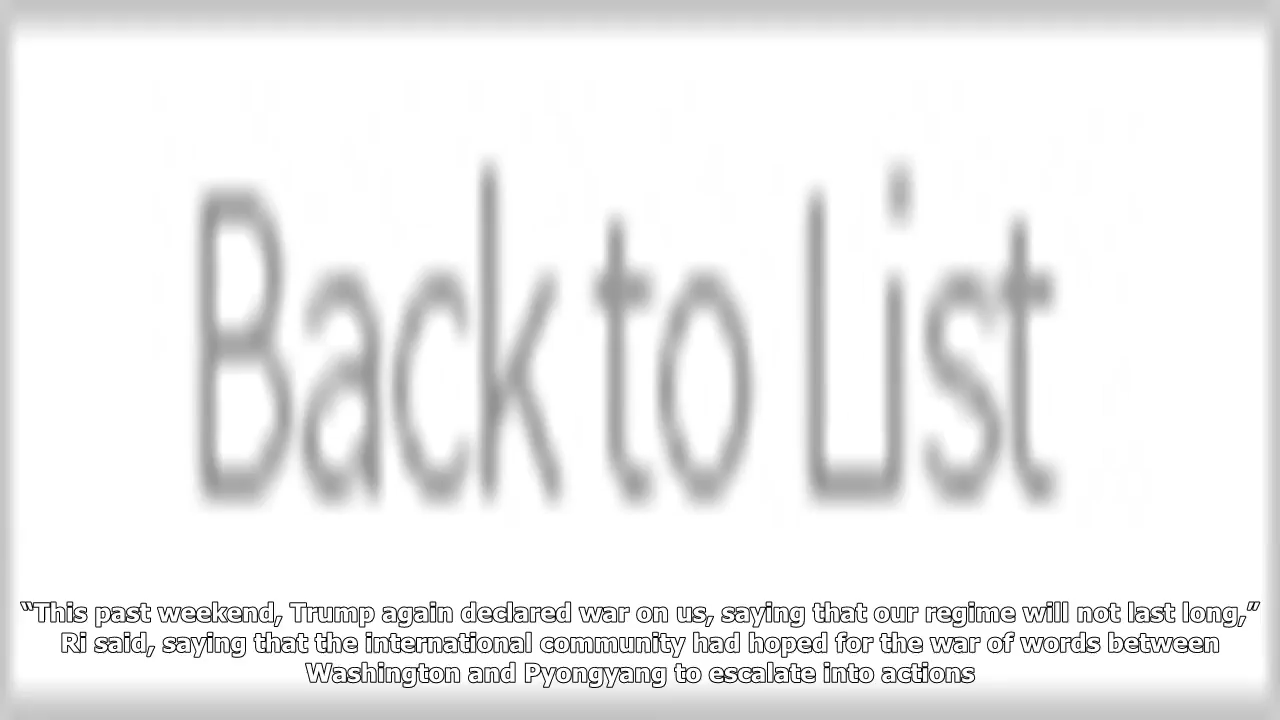 Back to List
“This past weekend, Trump again declared war on us, saying that our regime will not last long,”
Ri said, saying that the international community had hoped for the war of words between
Washington and Pyongyang to escalate into actions